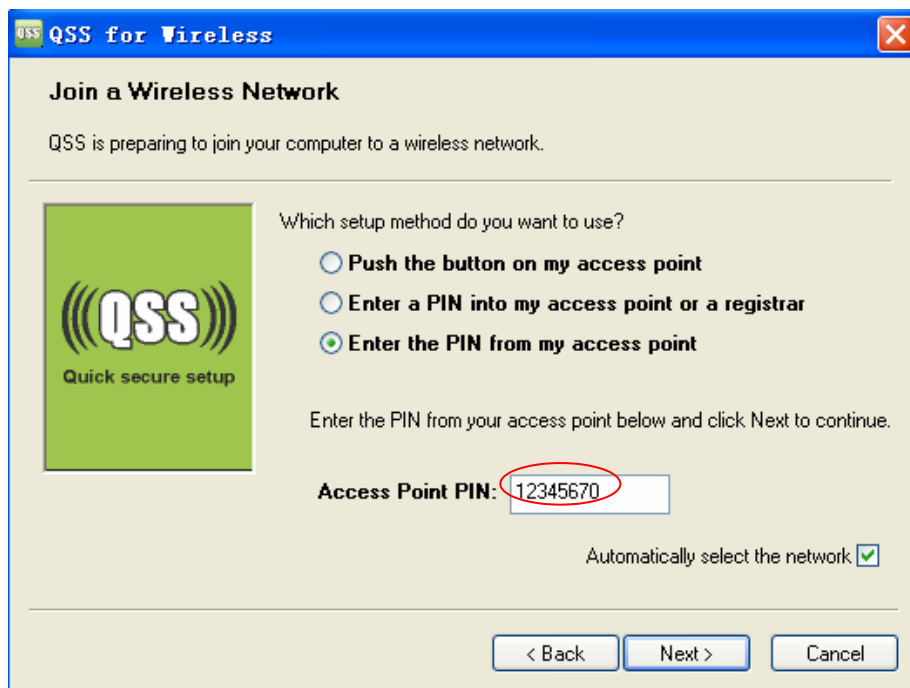 QSS QSS for Wireless
Join a Wireless Network
QSS is preparing to join your computer to a wireless network.
Which setup method do you want to use?
Push the button on my access point
Enter a PIN into my access point or a registrar
Enter the PIN from my access point
(((QSS)))
Quick secure setup
Enter the PIN from your access point below and click Next to continue.
Access Point PIN: 12345670
Automatically select the network
< Back Next > Cancel